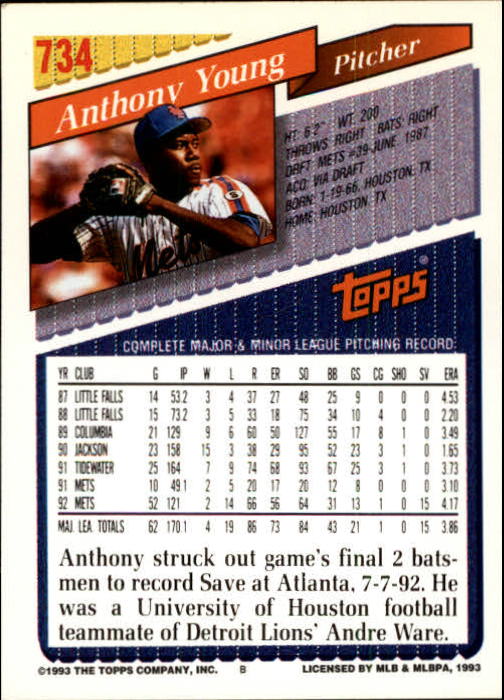 734
Anthony Young
Pitcher
HT: 6'2" WT: 200
THROWS: RIGHT BATS: RIGHT
DRFT: METS #39-JUNE, 1987
ACQ: VIA DRAFT
BORN: 1-19-66, HOUSTON, TX
HOME: HOUSTON, TX
Mets
TOPPS®
COMPLETE MAJOR & MINOR LEAGUE PITCHING RECORD
YR CLUB G IP W L R ER SO BB GS CG SHO SV ERA
87 LITTLE FALLS 14 53.2 3 4 37 27 48 25 9 0 0 0 4.53
88 LITTLE FALLS 15 73.2 3 5 33 18 75 34 10 4 0 0 2.20
89 COLUMBIA 21 129 9 6 60 50 127 55 17 8 1 0 3.49
90 JACKSON 23 158 15 3 38 29 95 52 23 3 1 0 1.65
91 TIDEWATER 25 164 7 9 74 68 93 67 25 3 1 0 3.73
91 METS 10 49.1 2 5 20 17 20 12 8 0 0 0 3.10
92 METS 52 121 2 14 66 56 64 31 13 1 0 15 4.17
MAJ. LEA. TOTALS 62 170.1 4 19 86 73 84 43 21 1 0 15 3.86
Anthony struck out game's final 2 bats-
men to record Save at Atlanta, 7-7-92. He
was a University of Houston football
teammate of Detroit Lions' Andre Ware.
©1993 THE TOPPS COMPANY, INC. B LICENSED BY MLB & MLBPA, 1993